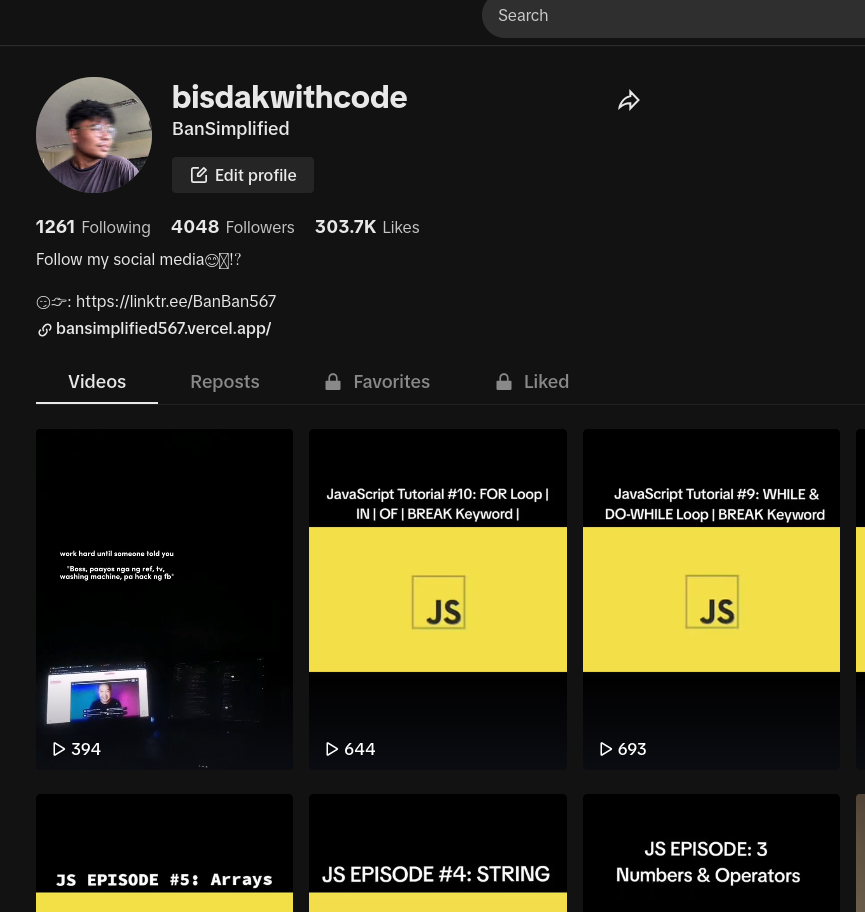 Search
bisdakwithcode
BanSimplified
Edit profile
1261 Following 4048 Followers 303.7K Likes
Follow my social media😊!?
😏👉: https://linktr.ee/BanBan567
bansimplified567.vercel.app/
Videos Reposts Favorites Liked
work hard until someone told you
"Boss, paayos nga ng ref, tv,
washing machine, pa hack ng fb"
394
JavaScript Tutorial #10: FOR Loop |
IN | OF | BREAK Keyword |
JS
644
JavaScript Tutorial #9: WHILE &
DO-WHILE Loop | BREAK Keyword
JS
693
JS EPISODE #5: Arrays
JS EPISODE #4: STRING
JS EPISODE: 3
Numbers & Operators